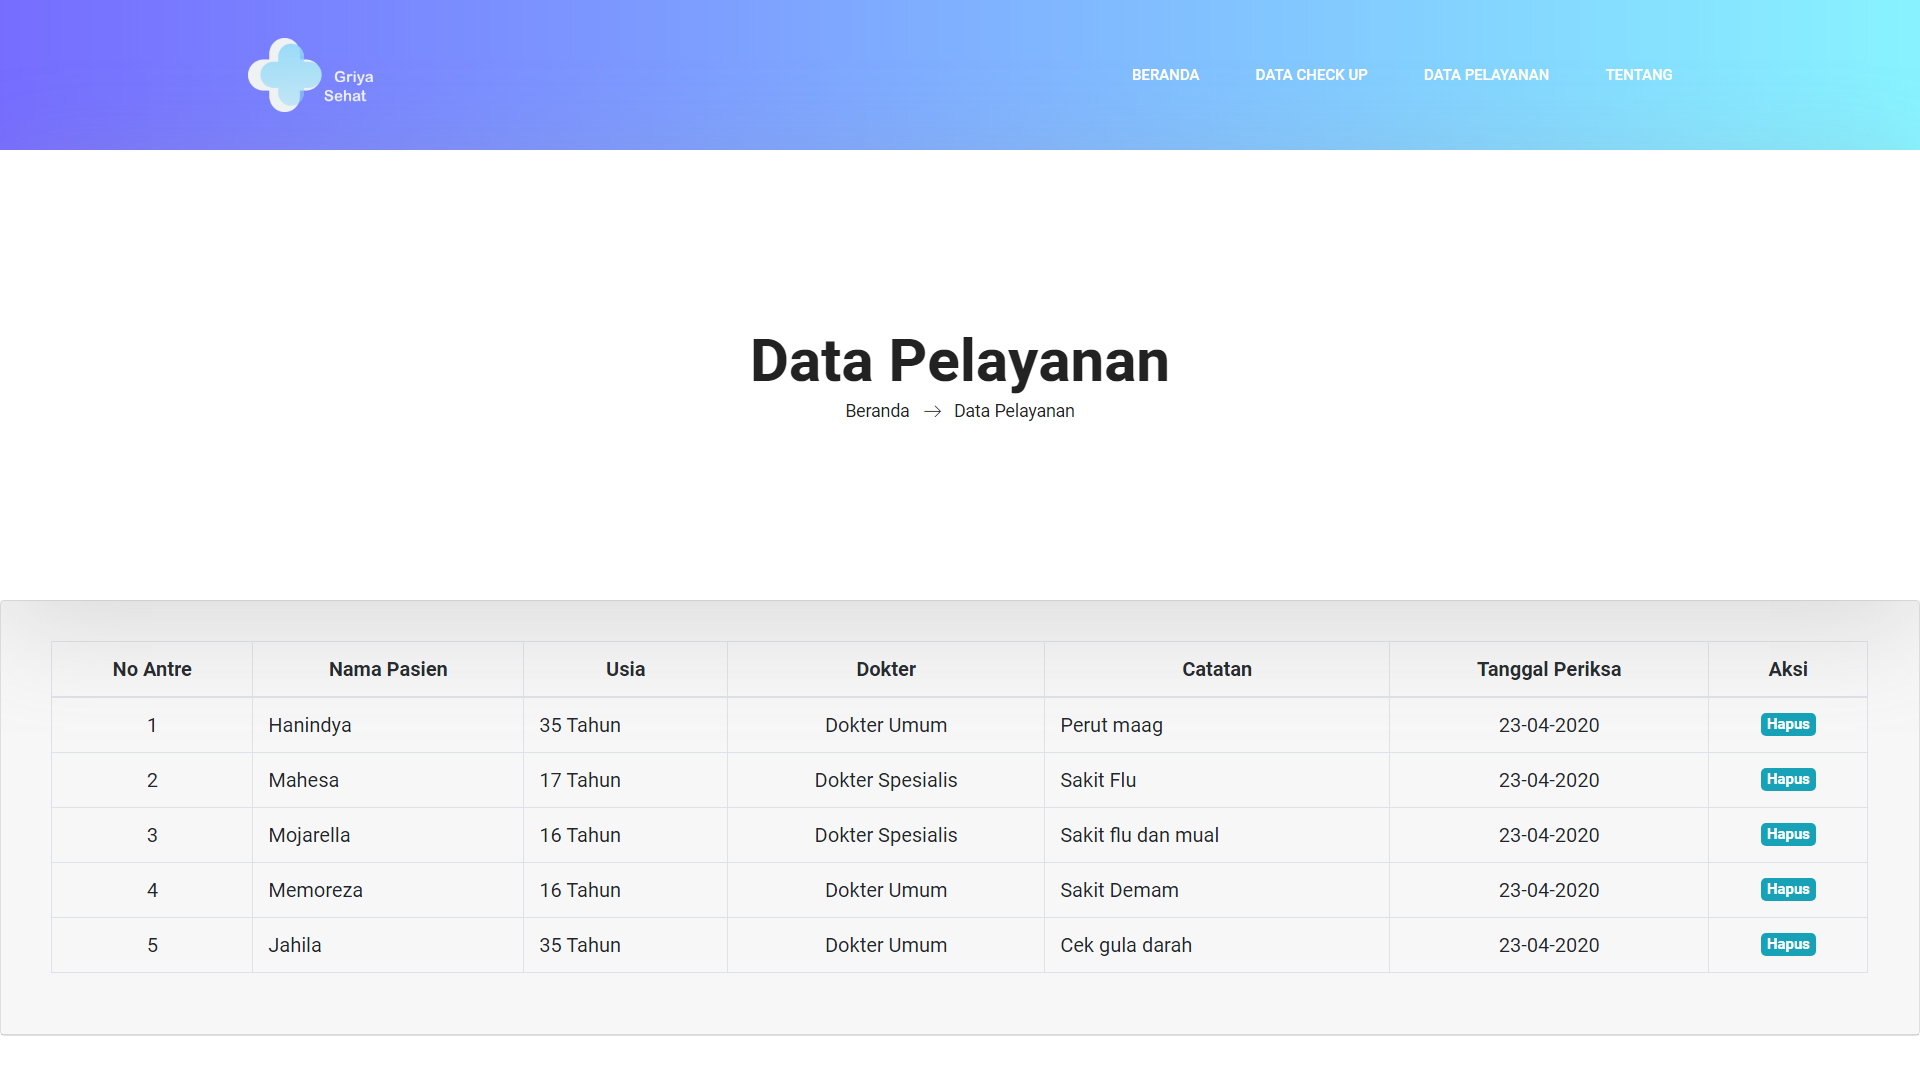 Griya
Sehat
BERANDA DATA CHECK UP DATA PELAYANAN TENTANG
Data Pelayanan
Beranda → Data Pelayanan
No Antre Nama Pasien Usia Dokter Catatan Tanggal Periksa Aksi
1 Hanindya 35 Tahun Dokter Umum Perut maag 23-04-2020 Hapus
2 Mahesa 17 Tahun Dokter Spesialis Sakit Flu 23-04-2020 Hapus
3 Mojarella 16 Tahun Dokter Spesialis Sakit flu dan mual 23-04-2020 Hapus
4 Memoreza 16 Tahun Dokter Umum Sakit Demam 23-04-2020 Hapus
5 Jahila 35 Tahun Dokter Umum Cek gula darah 23-04-2020 Hapus